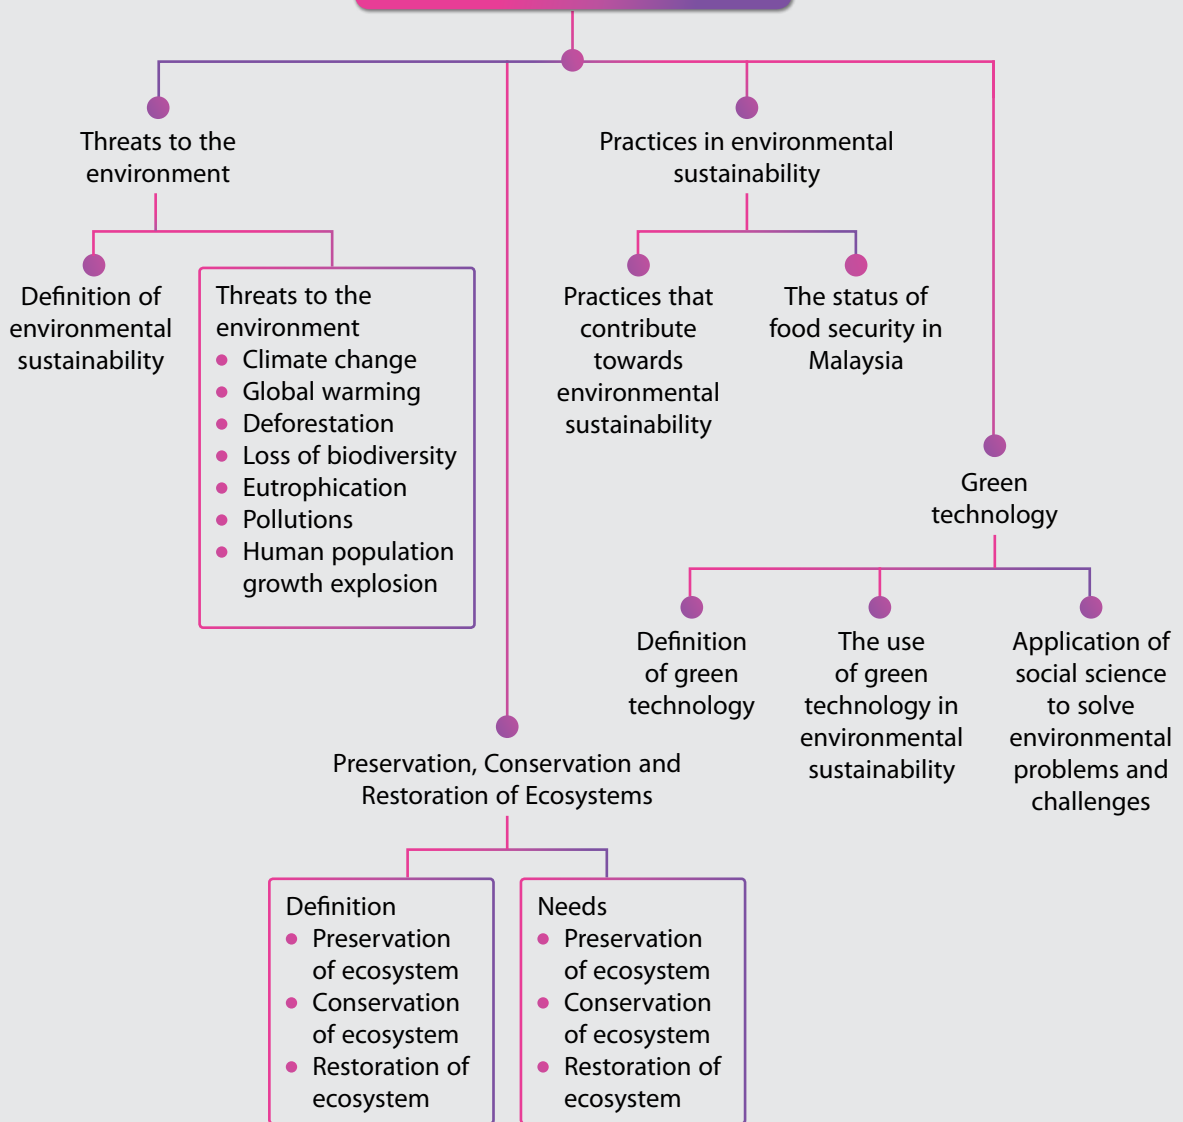 Threats to the
environment
Definition of
environmental
sustainability
Threats to the
environment
Climate change
Global warming
Deforestation
Loss of biodiversity
Eutrophication
Pollutions
Human population
growth explosion
Preservation, Conservation and
Restoration of Ecosystems
Definition
Preservation
of ecosystem
Conservation
of ecosystem
Restoration of
ecosystem
Needs
Preservation
of ecosystem
Conservation
of ecosystem
Restoration of
ecosystem
Practices in environmental
sustainability
Practices that
contribute
towards
environmental
sustainability
The status of
food security in
Malaysia
Green
technology
Definition
of green
technology
The use
of green
technology in
environmental
sustainability
Application of
social science
to solve
environmental
problems and
challenges